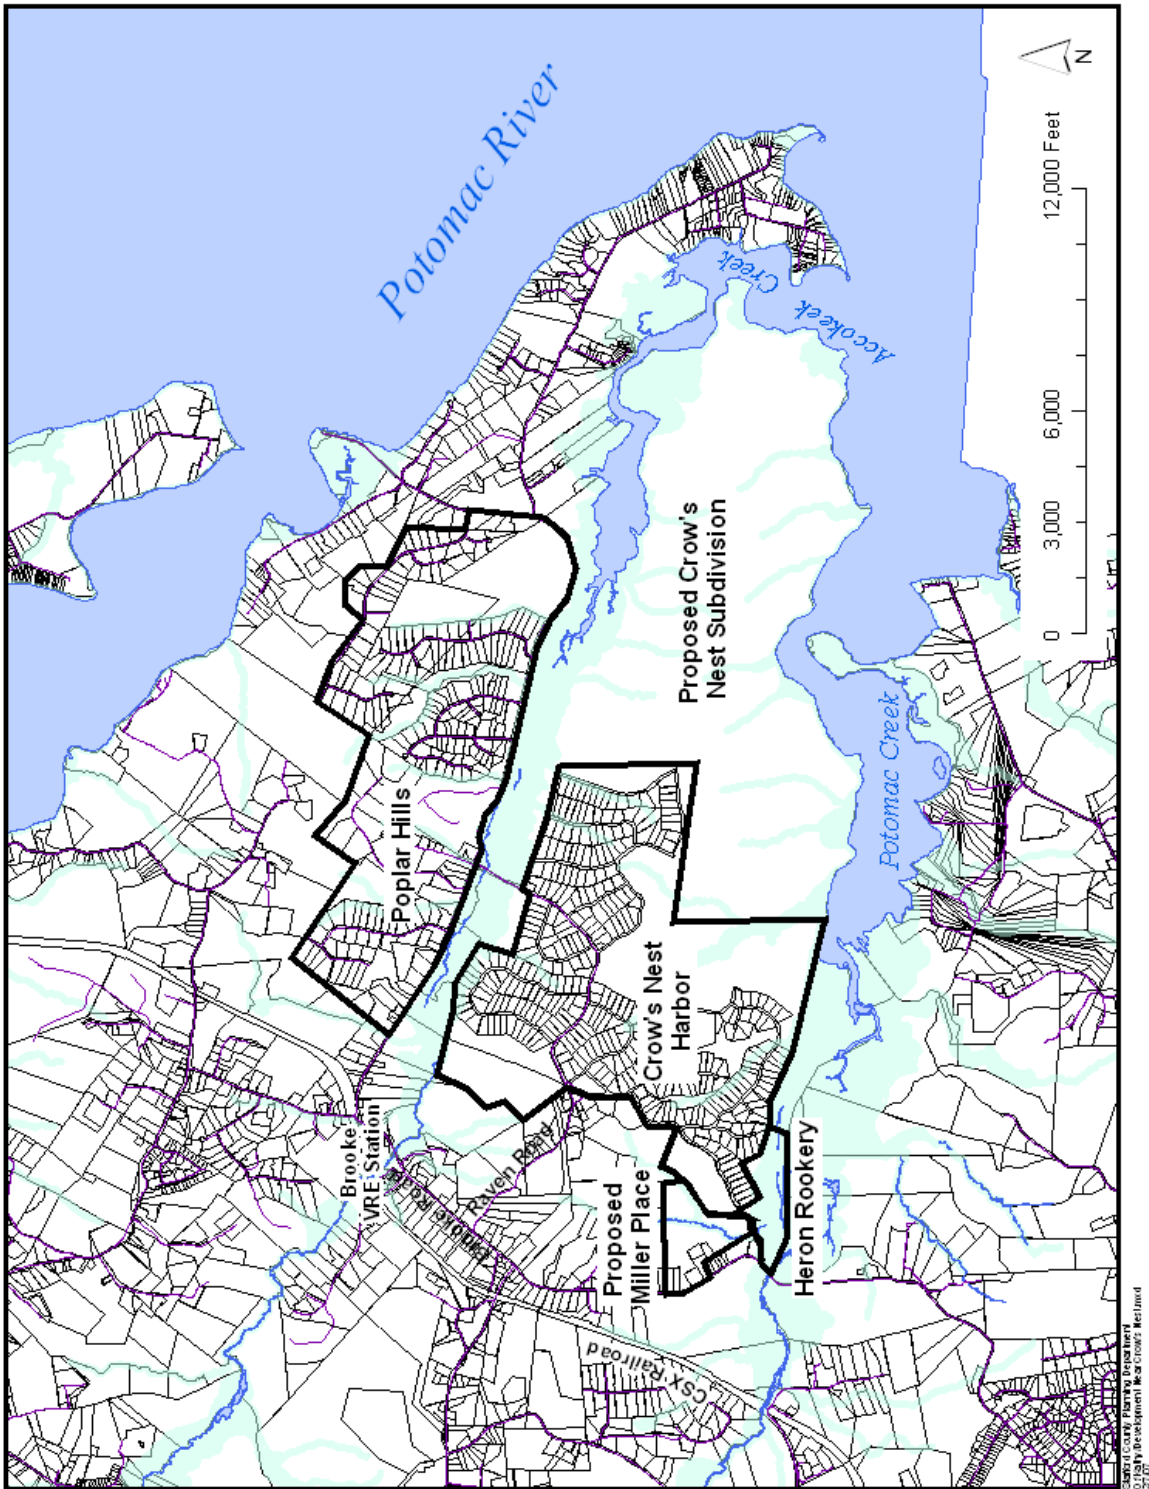 Potomac River
N
12,000 Feet
6,000
3,000
0
Creek
Accokeek
Proposed Crow's
Nest Subdivision
Potomac Creek
Poplar Hills
Crow's Nest
Harbor
Brooke
VRE Station
Raven Road
Road
Proposed
Miller Place
Heron Rookery
CSX Railroad
Stafford County Planning Department